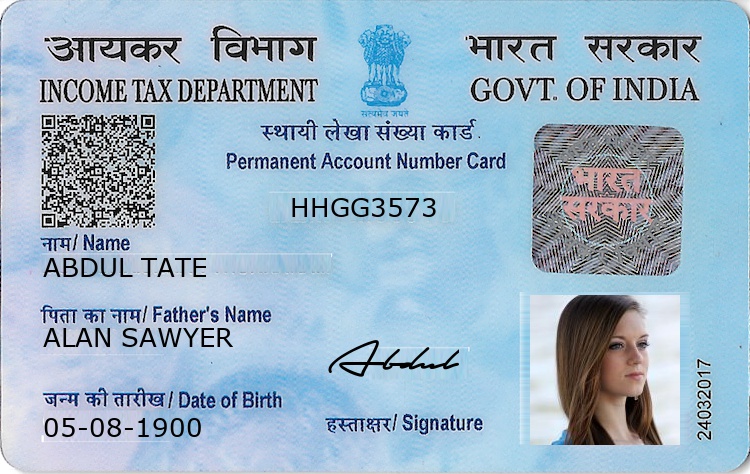 आयकर विभाग
INCOME TAX DEPARTMENT
भारत सरकार
GOVT. OF INDIA
सत्यमेव जयते
स्थायी लेखा संख्या कार्ड
Permanent Account Number Card
HHGG3573
भारत
सरकार
नाम/ Name
ABDUL TATE
पिता का नाम/ Father's Name
ALAN SAWYER
Abdul
जन्म की तारीख/ Date of Birth
05-08-1900
हस्ताक्षर/ Signature
24032017